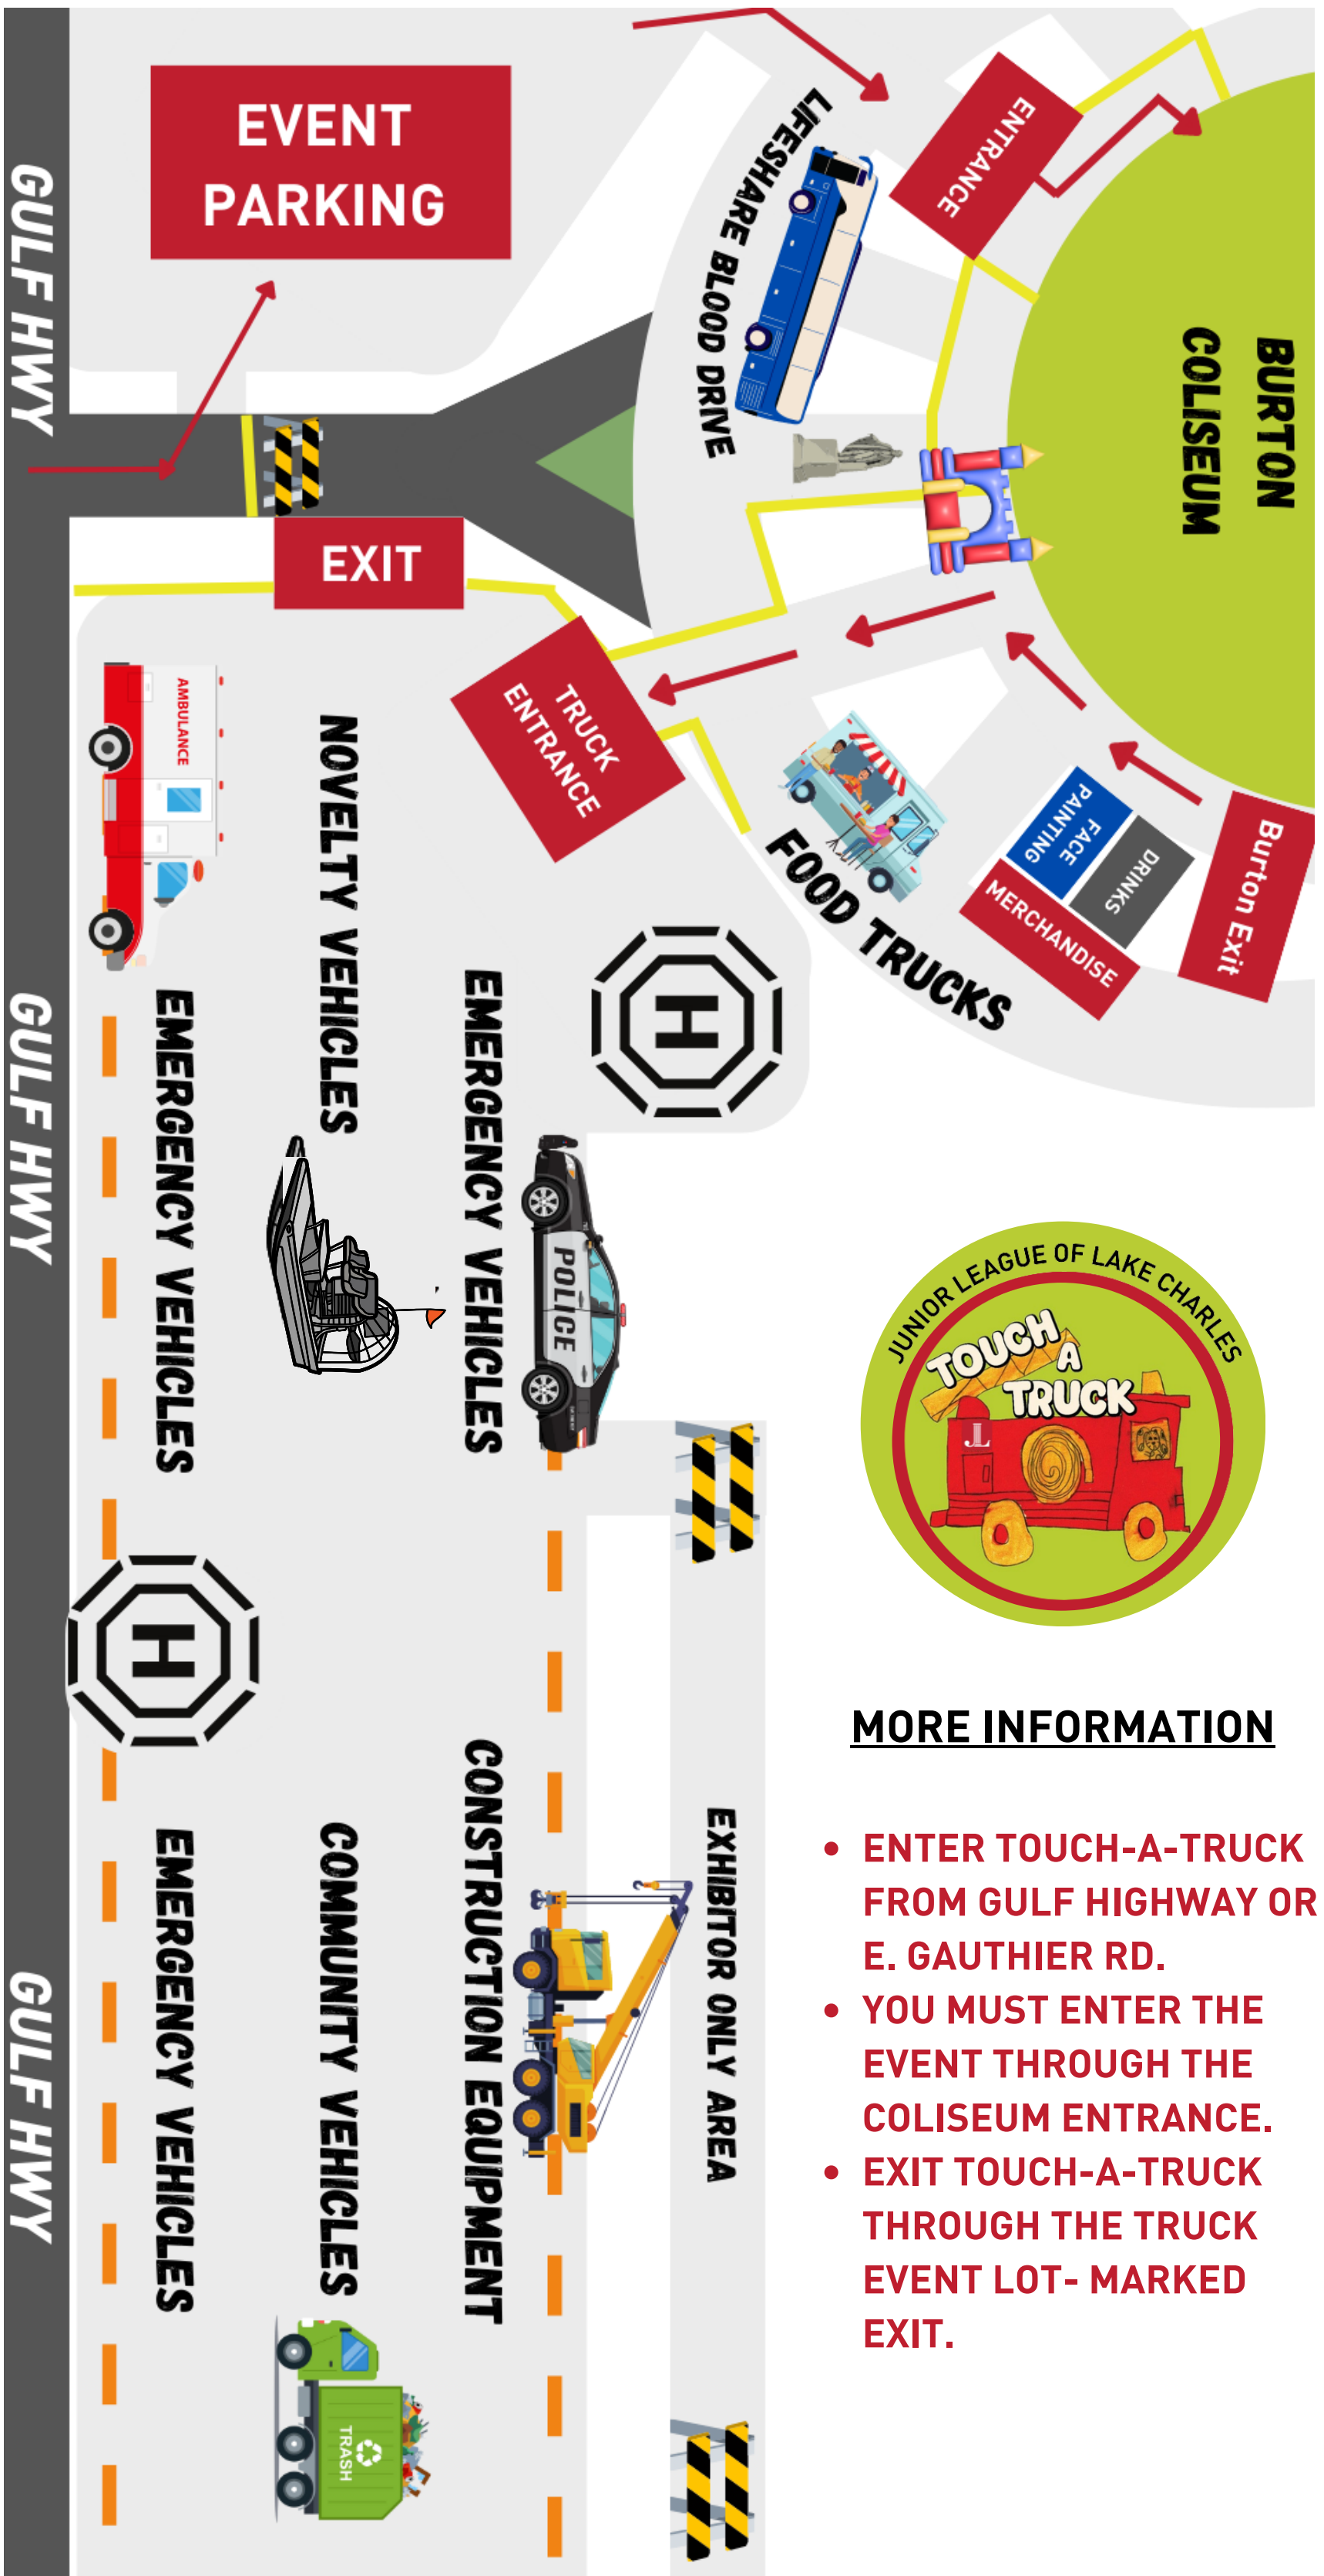 EVENT
PARKING
GULF HWY
LIFESHARE BLOOD DRIVE
ENTRANCE
BURTON
COLISEUM
EXIT
TRUCK
ENTRANCE
FOOD TRUCKS
FACE
PAINTING
DRINKS
MERCHANDISE
Burton Exit
AMBULANCE
NOVELTY VEHICLES
EMERGENCY VEHICLES
H
GULF HWY
EMERGENCY VEHICLES
POLICE
JUNIOR LEAGUE OF LAKE CHARLES
TOUCH
A
TRUCK
JL
H
MORE INFORMATION
• ENTER TOUCH-A-TRUCK
FROM GULF HIGHWAY OR
E. GAUTHIER RD.
• YOU MUST ENTER THE
EVENT THROUGH THE
COLISEUM ENTRANCE.
• EXIT TOUCH-A-TRUCK
THROUGH THE TRUCK
EVENT LOT- MARKED
EXIT.
GULF HWY
EMERGENCY VEHICLES
COMMUNITY VEHICLES
CONSTRUCTION EQUIPMENT
EXHIBITOR ONLY AREA
TRASH